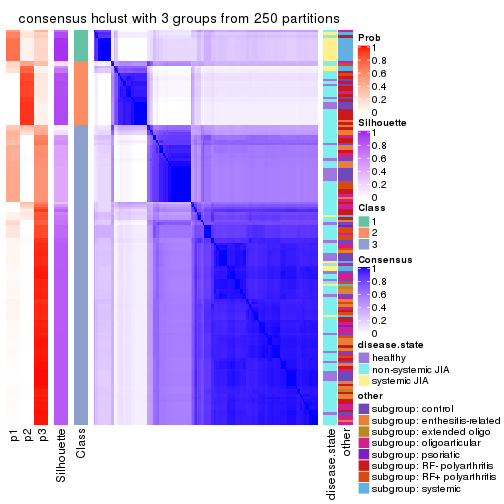 consensus hclust with 3 groups from 250 partitions
Prob
1
0.8
0.6
0.4
0.2
0
Silhouette
1
0.8
0.6
0.4
0.2
0
Class
1
2
3
Consensus
1
0.8
0.6
0.4
0.2
0
disease.state
healthy
non-systemic JIA
systemic JIA
other
subgroup: control
subgroup: enthesitis-related
subgroup: extended oligo
subgroup: oligoarticular
subgroup: psoriatic
subgroup: RF- polyarthritis
subgroup: RF+ polyarthritis
subgroup: systemic
p1
p2
p3
Silhouette
Class
disease.state
other